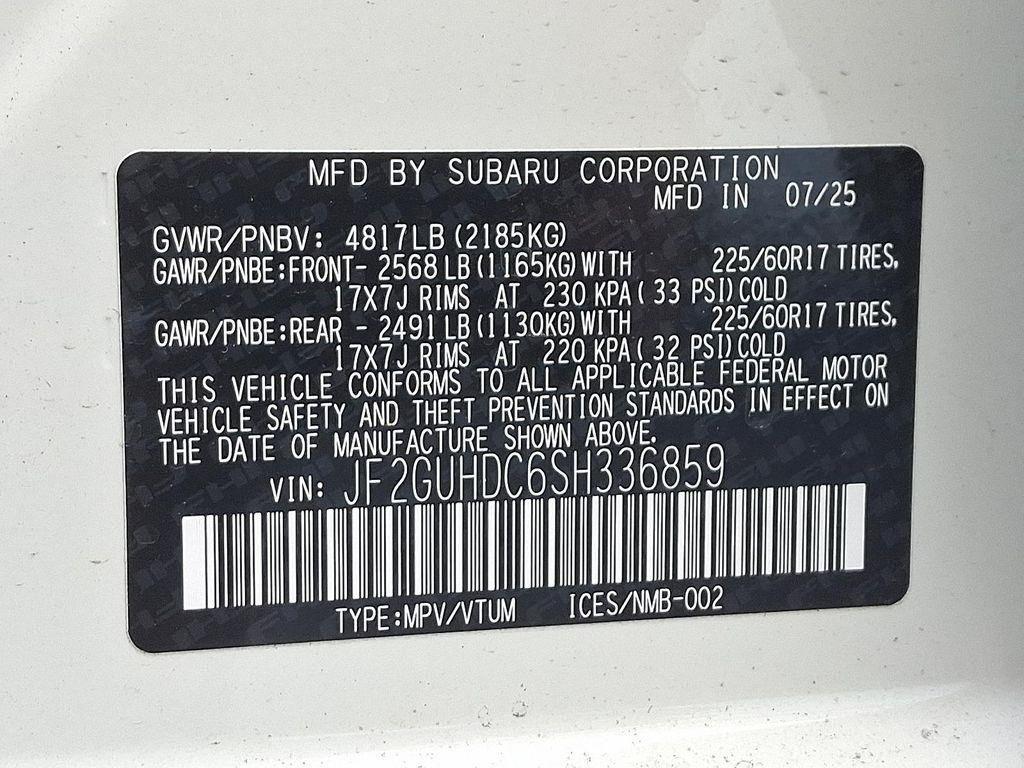 MFD BY SUBARU CORPORATION
MFD IN 07/25
GVWR/PNBV: 4817LB(2185KG)
GAWR/PNBE:FRONT- 2568 LB(1165KG)WITH 225/60R17 TIRES,
17X7J RIMS AT 230 KPA( 33 PSI)COLD
GAWR/PNBE:REAR - 2491 LB(1130KG)WITH 225/60R17 TIRES,
17X7J RIMS AT 220 KPA( 32 PSI)COLD
THIS VEHICLE CONFORMS TO ALL APPLICABLE FEDERAL MOTOR
VEHICLE SAFETY AND THEFT PREVENTION STANDARDS IN EFFECT ON
THE DATE OF MANUFACTURE SHOWN ABOVE.
VIN: JF2GUHDC6SH336859
TYPE:MPV/VTUM ICES/NMB-002